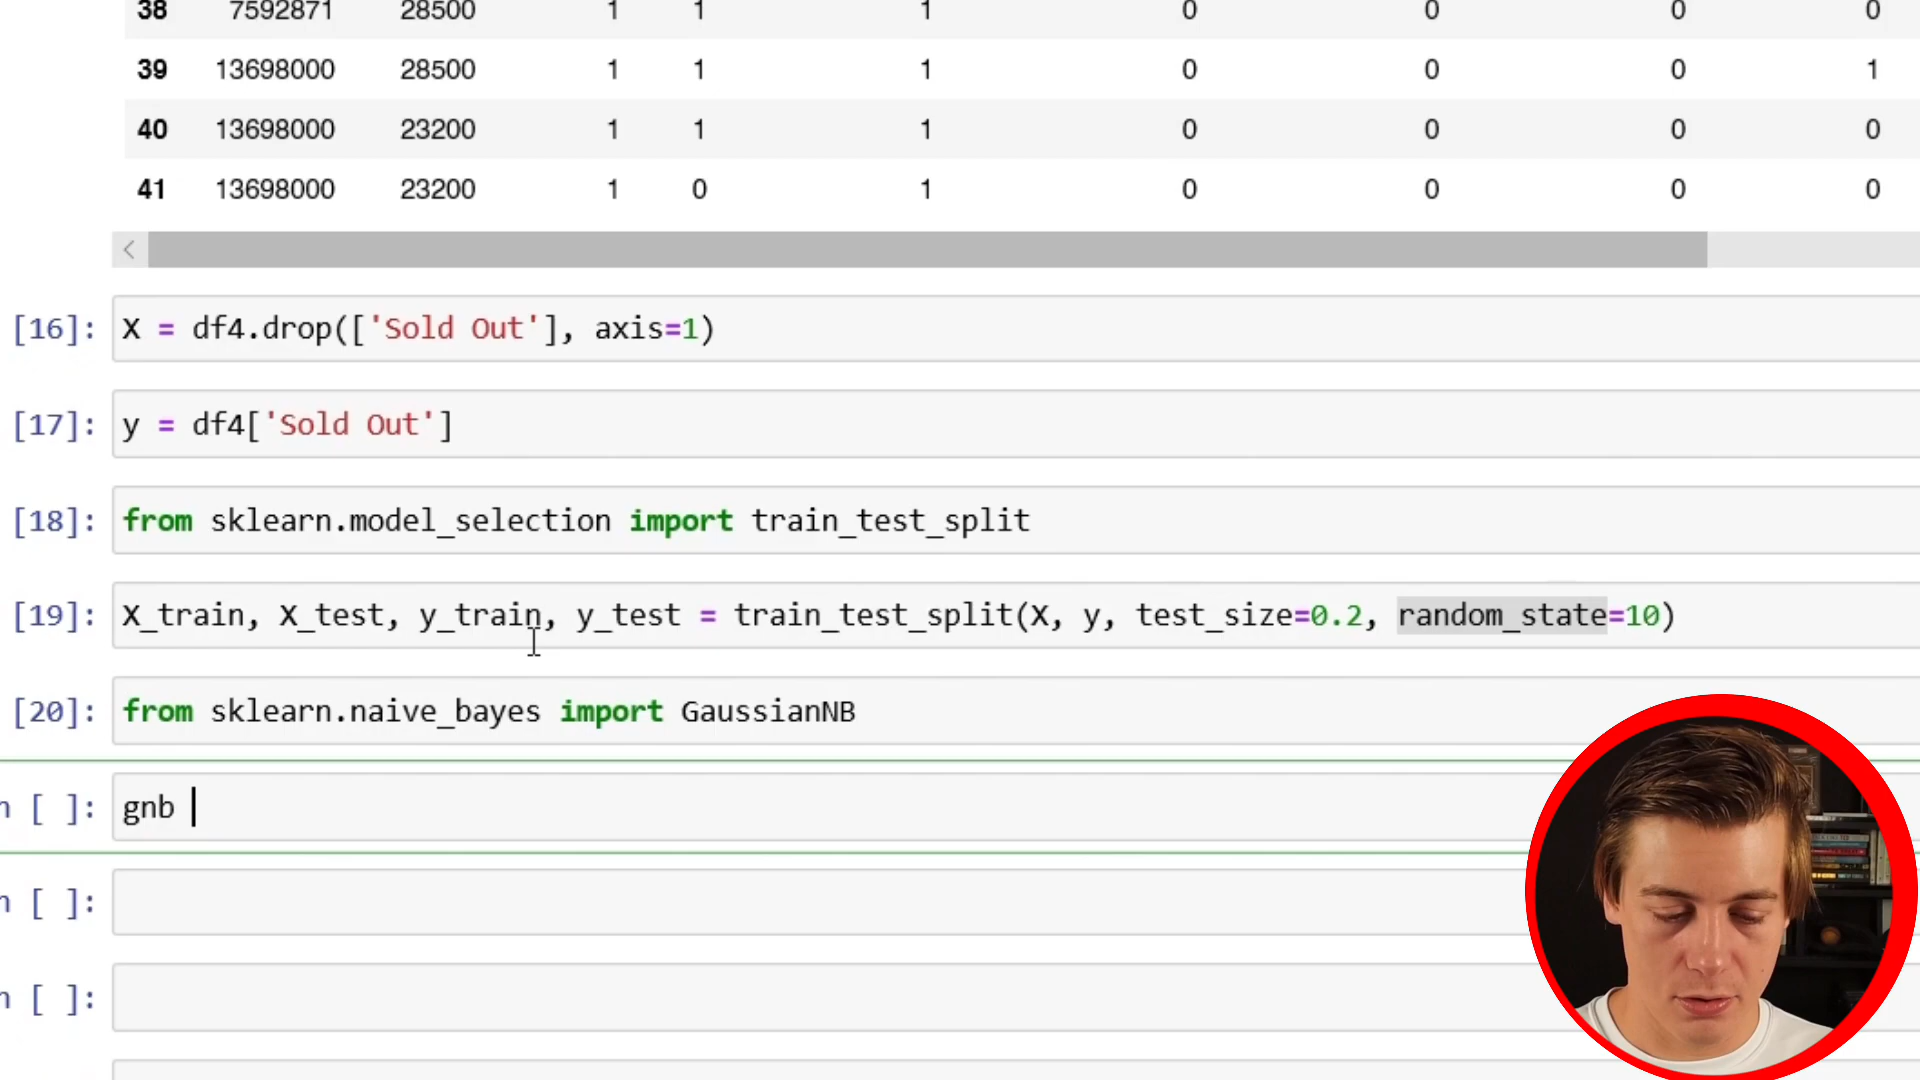 38 7592871 28500 1 1 1 0 0 0 0
39 13698000 28500 1 1 1 0 0 0 1
40 13698000 23200 1 1 1 0 0 0 0
41 13698000 23200 1 0 1 0 0 0 0
[16]: X = df4.drop(['Sold Out'], axis=1)
[17]: y = df4['Sold Out']
[18]: from sklearn.model_selection import train_test_split
[19]: X_train, X_test, y_train, y_test = train_test_split(X, y, test_size=0.2, random_state=10)
[20]: from sklearn.naive_bayes import GaussianNB
n [ ]: gnb
n [ ]:
n [ ]: